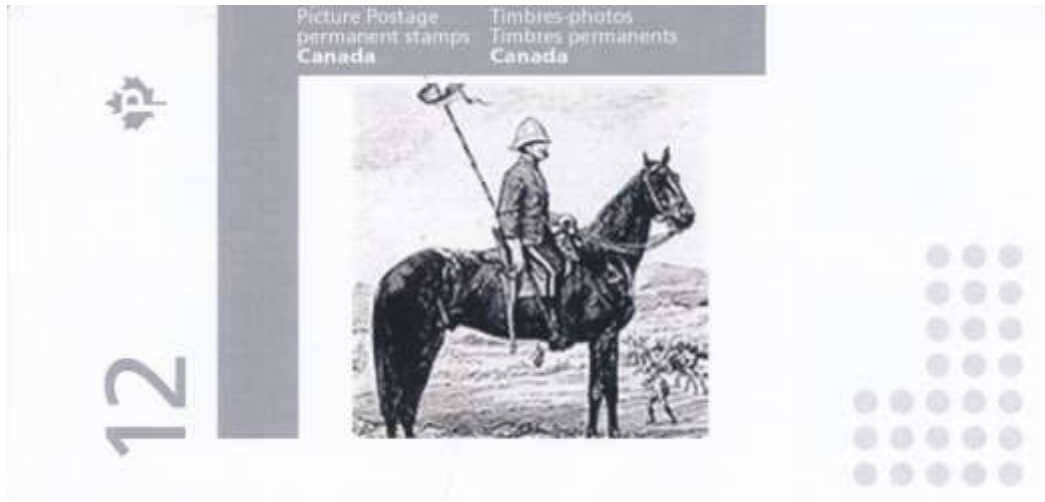 Picture Postage
permanent stamps
Canada
Timbres-photos
Timbres permanents
Canada
P
12